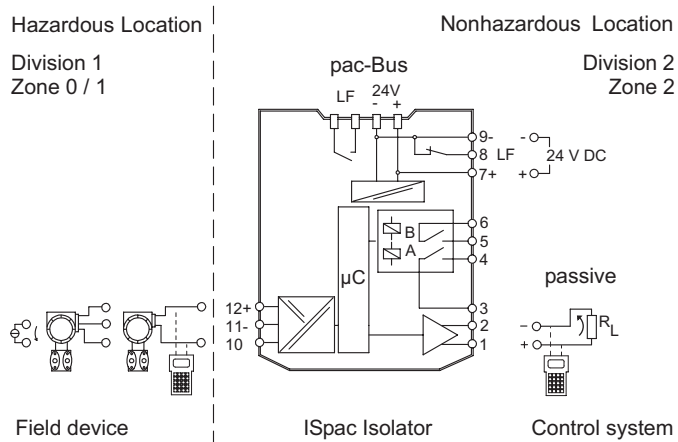 Hazardous Location
Nonhazardous Location
Division 1
Zone 0 / 1
Division 2
Zone 2
pac-Bus
LF
24V
- +
9-
8 LF
7+
-
+
24 V DC
6
5
4
B
A
µC
3
2
1
12+
11-
10
passive
-
+
RL
Field device
ISpac Isolator
Control system